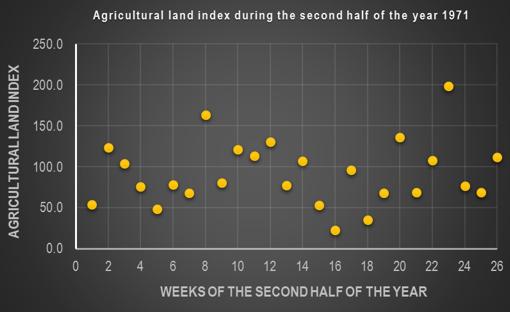 Agricultural land index during the second half of the year 1971
250.0
200.0
150.0
100.0
50.0
0.0
AGRICULTURAL LAND INDEX
0 2 4 6 8 10 12 14 16 18 20 22 24 26
WEEKS OF THE SECOND HALF OF THE YEAR